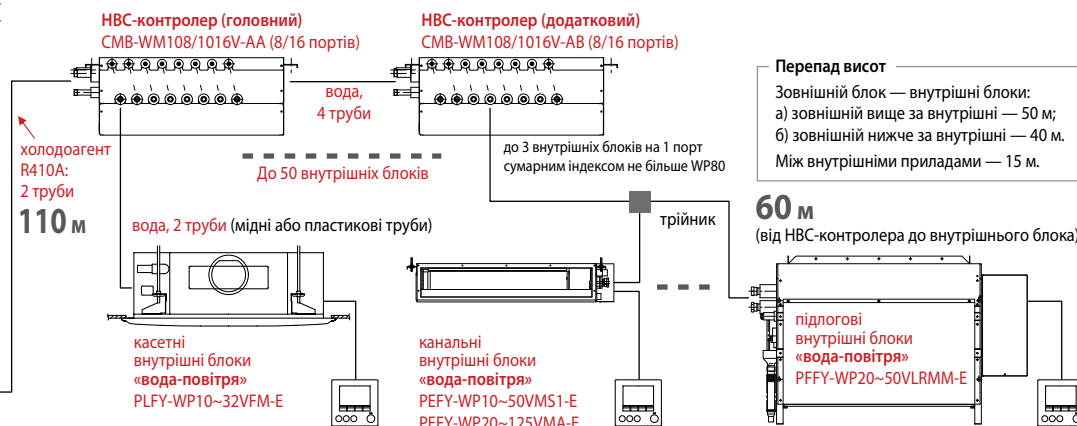 НВС-контролер (головний)
CMB-WM108/1016V-AA (8/16 портів)
НВС-контролер (додатковий)
CMB-WM108/1016V-AB (8/16 портів)
вода,
4 труби
холодоагент
R410A:
2 труби
110 м
До 50 внутрішніх блоків
до 3 внутрішніх блоків на 1 порт
сумарним індексом не більше WP80
Перепад висот
Зовнішній блок — внутрішні блоки:
а) зовнішній вище за внутрішні — 50 м;
б) зовнішній нижче за внутрішні — 40 м.
Між внутрішніми приладами — 15 м.
вода, 2 труби (мідні або пластикові труби)
трійник
60 м
(від НВС-контролера до внутрішнього блока)
касетні
внутрішні блоки
«вода-повітря»
PLFY-WP10~32VFM-E
канальні
внутрішні блоки
«вода-повітря»
PEFY-WP10~50VMS1-E
PEFY-WP20~125VMA-E
підлогові
внутрішні блоки
«вода-повітря»
PFFY-WP20~50VLRMM-E